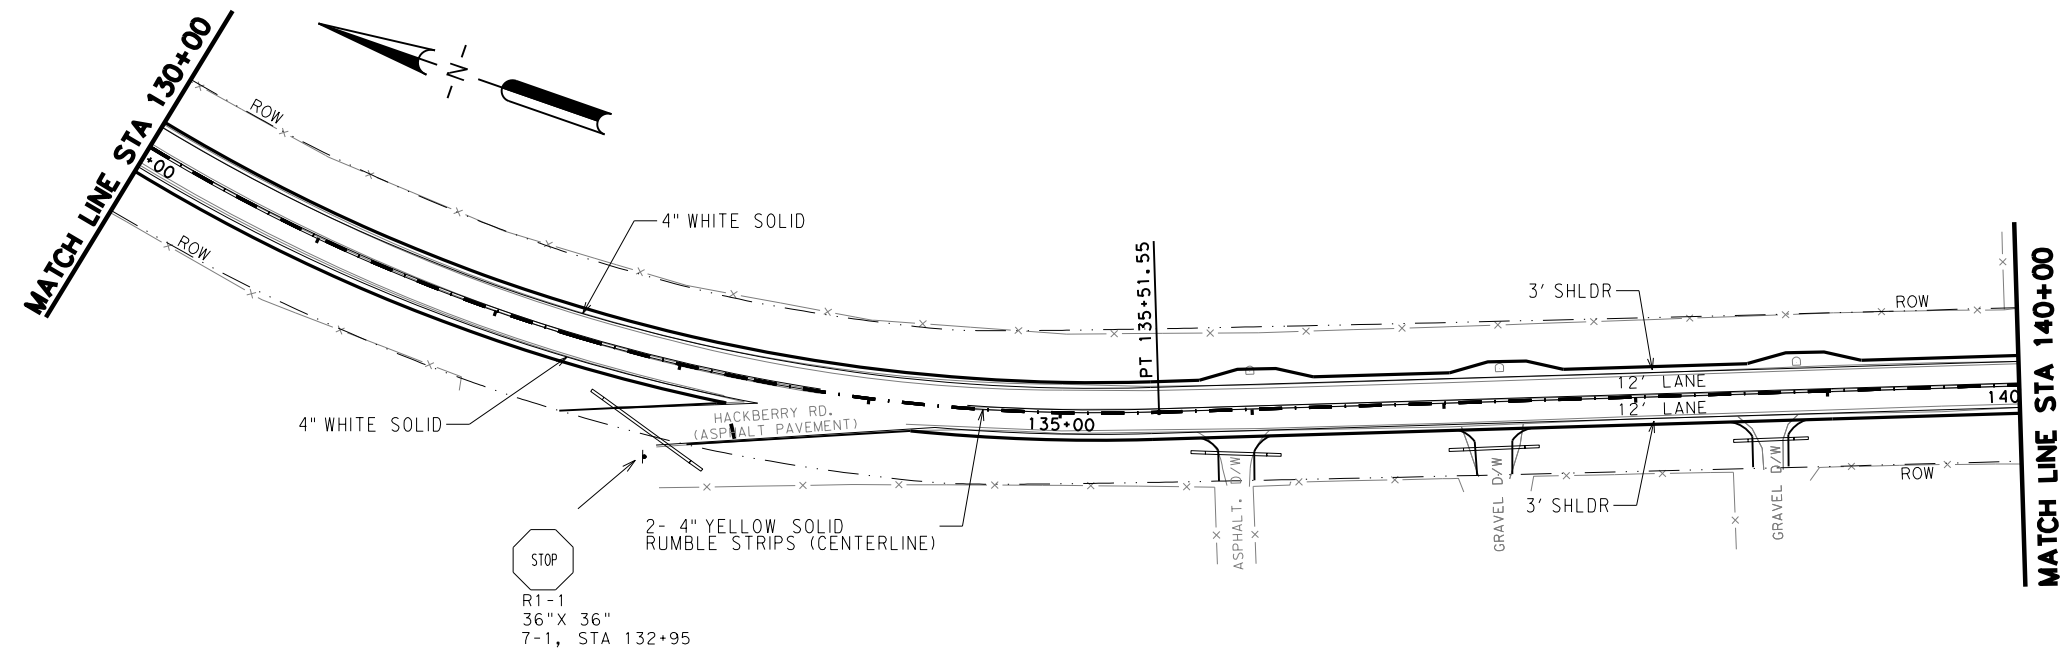 MATCH LINE STA 130+00
+00
ROW
ROW
-N-
4" WHITE SOLID
4" WHITE SOLID
HACKBERRY RD.
(ASPHALT PAVEMENT)
STOP
R1-1
36"X 36"
7-1, STA 132+95
2- 4" YELLOW SOLID
RUMBLE STRIPS (CENTERLINE)
135+00
PT 135+51.55
3' SHLDR
12' LANE
12' LANE
3' SHLDR
ASPHALT. D/W
GRAVEL D/W
GRAVEL D/W
ROW
ROW
140
MATCH LINE STA 140+00